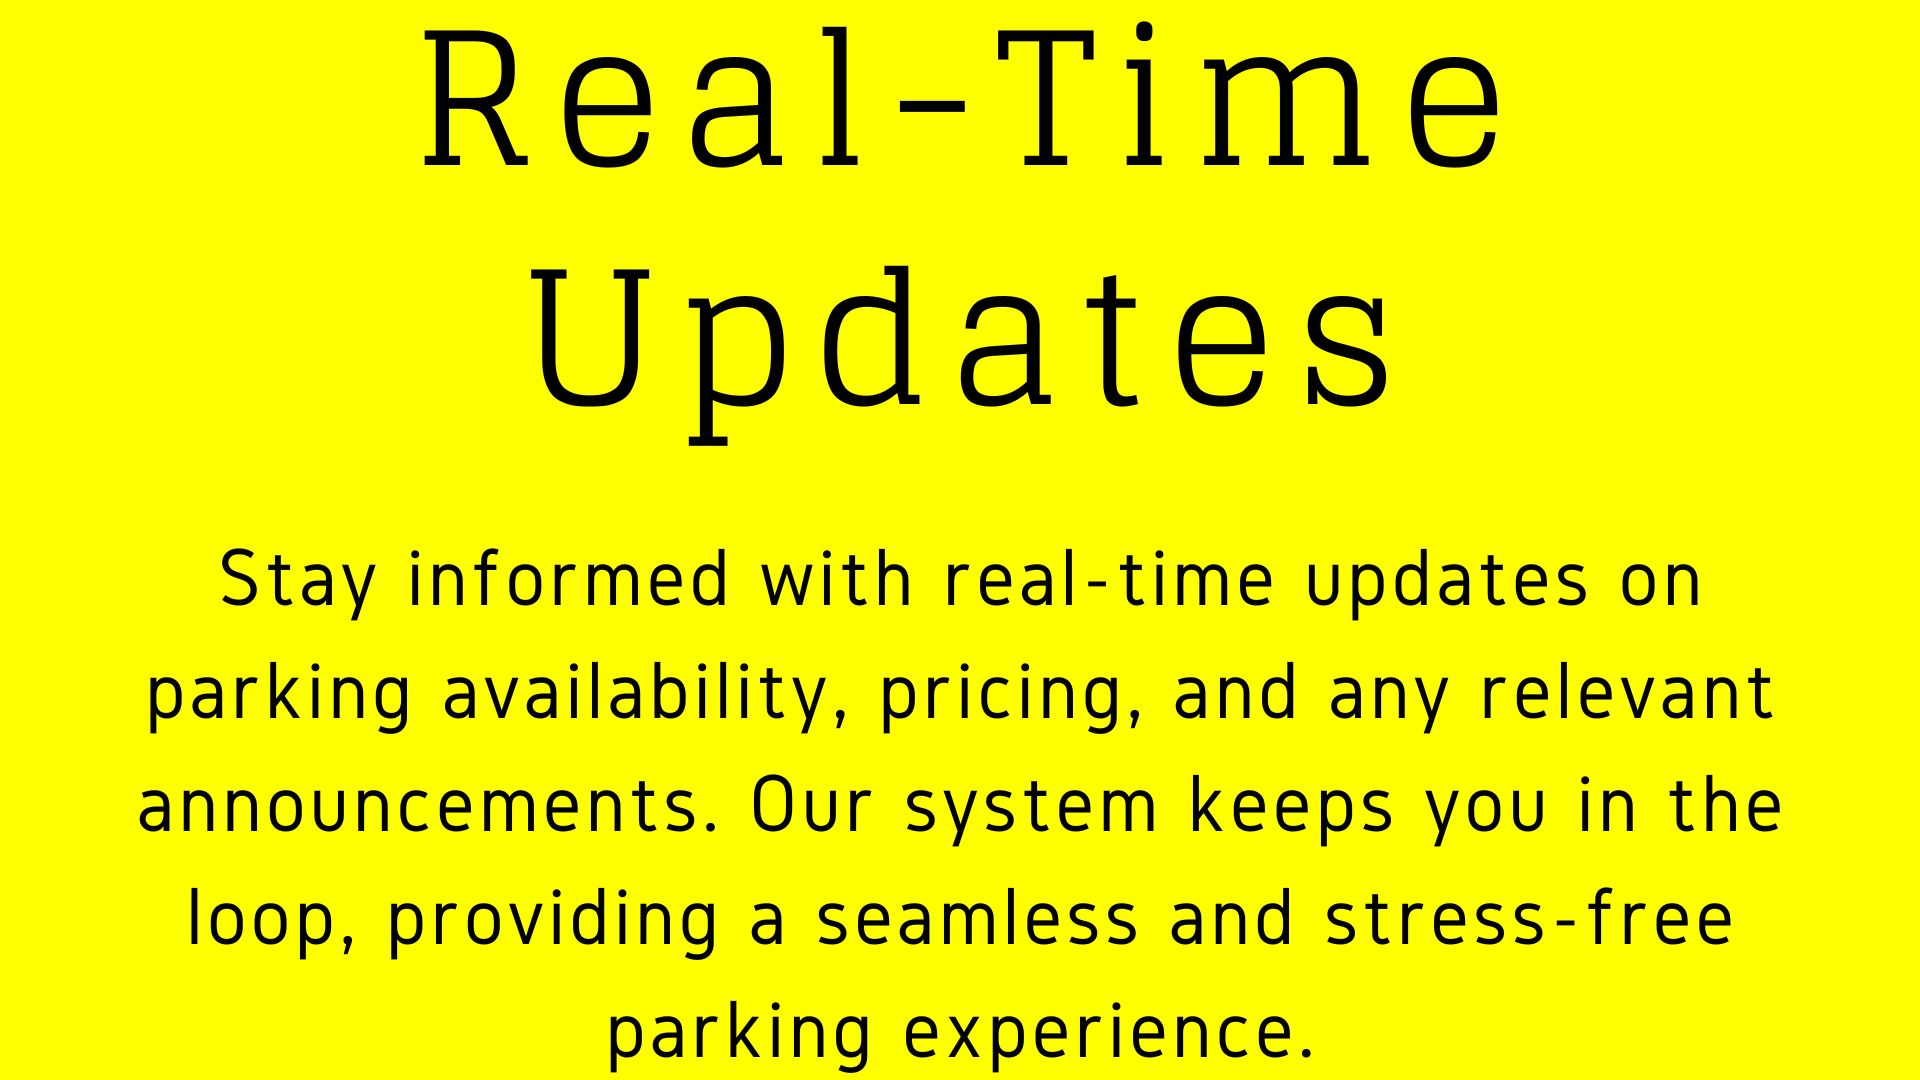 Real-Time
Updates
Stay informed with real-time updates on
parking availability, pricing, and any relevant
announcements. Our system keeps you in the
loop, providing a seamless and stress-free
parking experience.